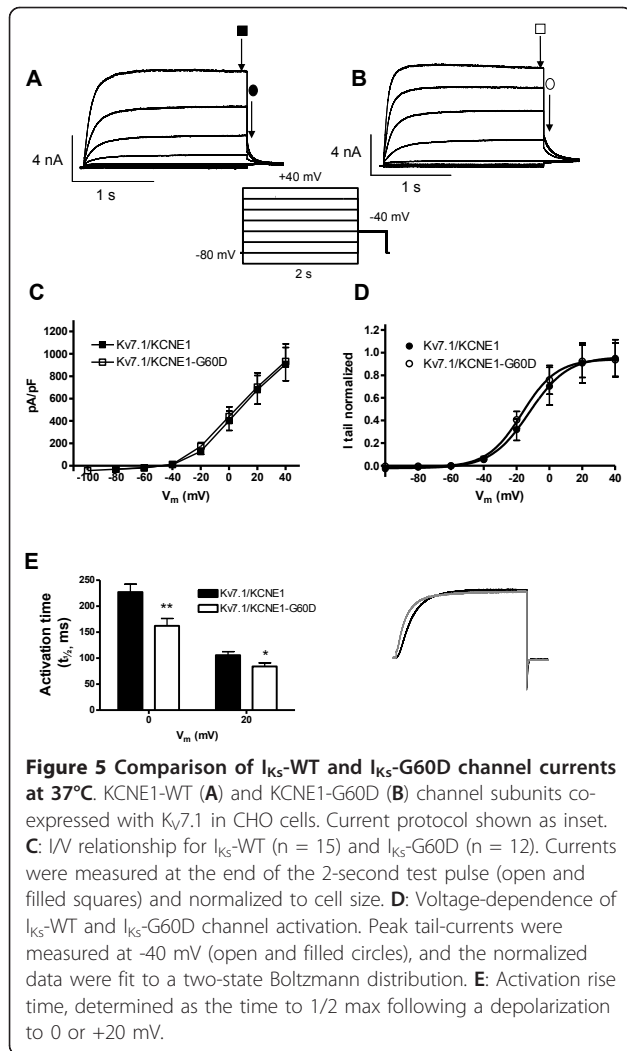 A
B
4 nA
1 s
4 nA
1 s
+40 mV
-40 mV
-80 mV
2 s
C
D
Kv7.1/KCNE1
Kv7.1/KCNE1-G60D
pA/pF
1000
800
600
400
200
0
-100 -80 -60 -40 -20 0 20 40
Vm (mV)
Kv7.1/KCNE1
Kv7.1/KCNE1-G60D
I tail normalized
1.2
1.0
0.8
0.6
0.4
0.2
0.0
-80 -60 -40 -20 0 20 40
Vm (mV)
E
Kv7.1/KCNE1
Kv7.1/KCNE1-G60D
Activation time
(t½, ms)
250
200
150
100
50
0
**
*
0 20
Vm (mV)
Figure 5 Comparison of IKs-WT and IKs-G60D channel currents
at 37°C. KCNE1-WT (A) and KCNE1-G60D (B) channel subunits co-
expressed with KV7.1 in CHO cells. Current protocol shown as inset.
C: I/V relationship for IKs-WT (n = 15) and IKs-G60D (n = 12). Currents
were measured at the end of the 2-second test pulse (open and
filled squares) and normalized to cell size. D: Voltage-dependence of
IKs-WT and IKs-G60D channel activation. Peak tail-currents were
measured at -40 mV (open and filled circles), and the normalized
data were fit to a two-state Boltzmann distribution. E: Activation rise
time, determined as the time to 1/2 max following a depolarization
to 0 or +20 mV.